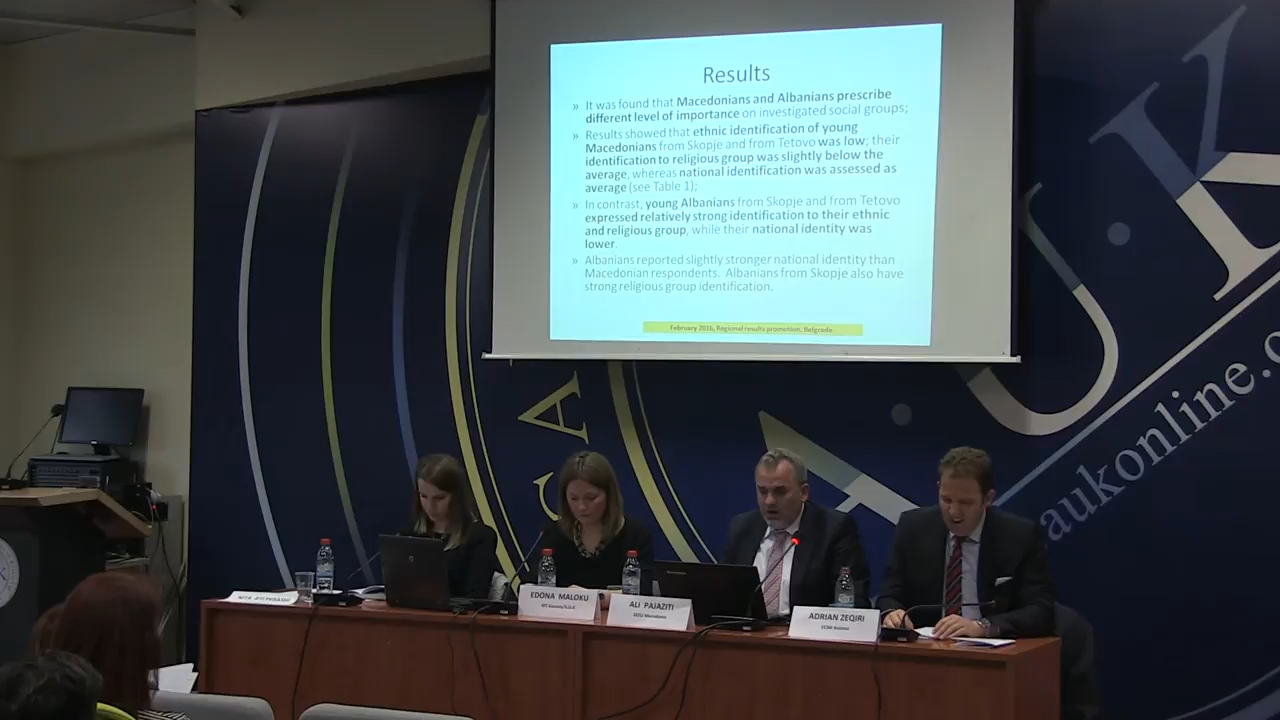 Results
» It was found that Macedonians and Albanians prescribe
different level of importance on investigated social groups;
» Results showed that ethnic identification of young
Macedonians from Skopje and from Tetovo was low; their
identification to religious group was slightly below the
average, whereas national identification was assessed as
average (see Table 1);
» In contrast, young Albanians from Skopje and from Tetovo
expressed relatively strong identification to their ethnic
and religious group, while their national identity was
lower.
» Albanians reported slightly stronger national identity than
Macedonian respondents. Albanians from Skopje also have
strong religious group identification.
February 2016, Regional results promotion, Belgrade
A.U.K
aukonline.o
EDONA MALOKU
ALI PAJAZITI
SEEU Macedonia
ADRIAN ZEQIRI
ECMI Kosovo